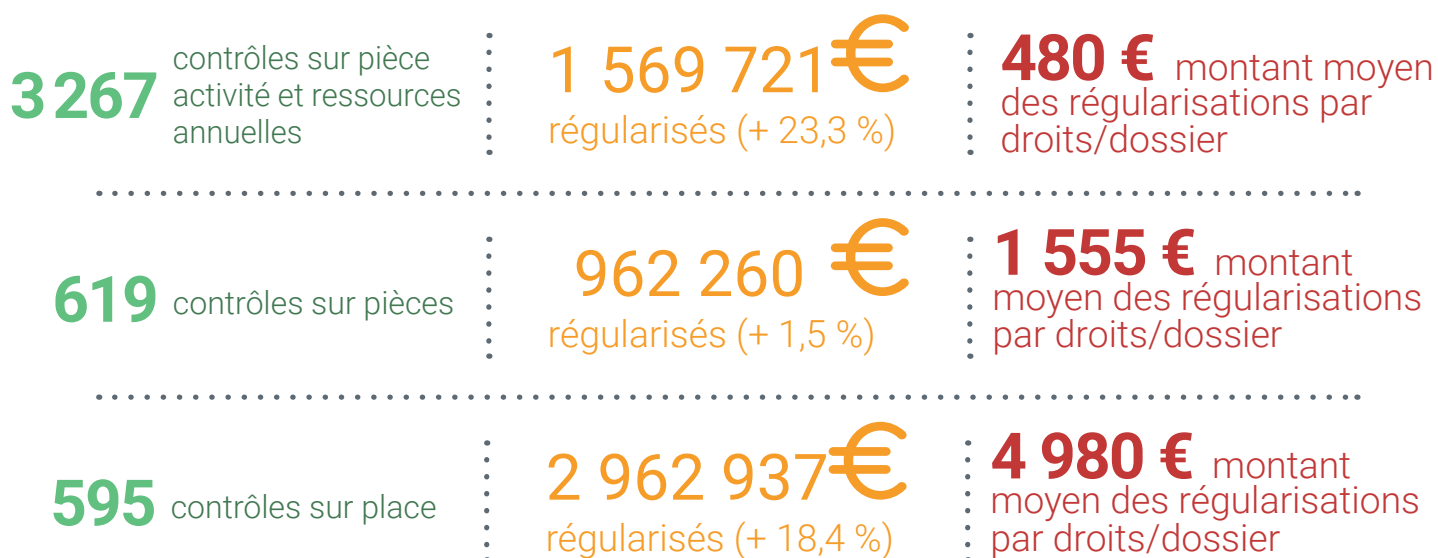 3 267 contrôles sur pièce
activité et ressources
annuelles
1 569 721 €
régularisés (+ 23,3 %)
480 € montant moyen
des régularisations par
droits/dossier
619 contrôles sur pièces
962 260 €
régularisés (+ 1,5 %)
1 555 € montant
moyen des régularisations
par droits/dossier
595 contrôles sur place
2 962 937 €
régularisés (+ 18,4 %)
4 980 € montant
moyen des régularisations
par droits/dossier